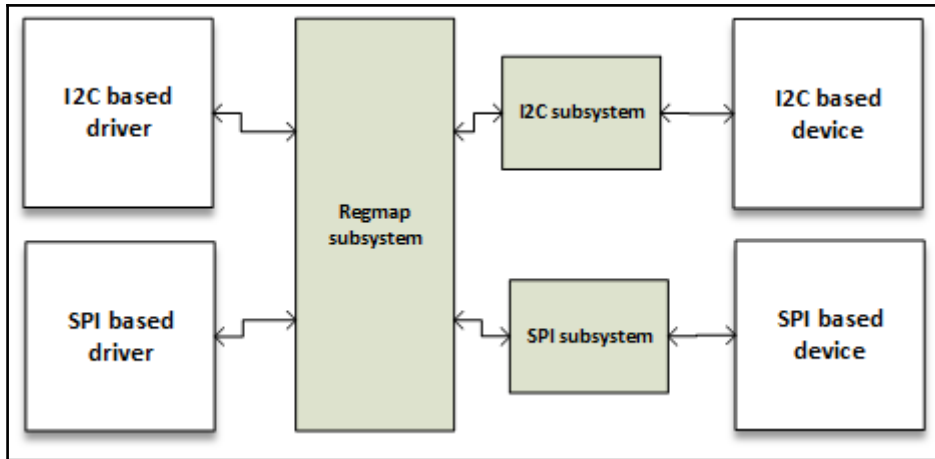 I2C based
driver
Regmap
subsystem
I2C subsystem
I2C based
device
SPI based
driver
SPI subsystem
SPI based
device